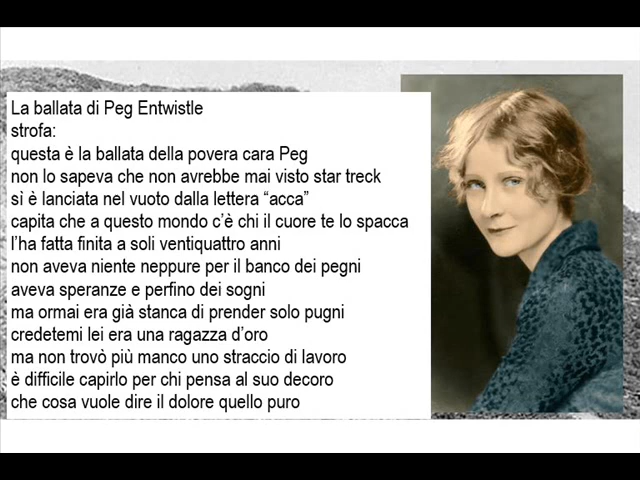 La ballata di Peg Entwistle
strofa:
questa è la ballata della povera cara Peg
non lo sapeva che non avrebbe mai visto star treck
sì è lanciata nel vuoto dalla lettera “acca”
capita che a questo mondo c’è chi il cuore te lo spacca
l’ha fatta finita a soli ventiquattro anni
non aveva niente neppure per il banco dei pegni
aveva speranze e perfino dei sogni
ma ormai era già stanca di prender solo pugni
credetemi lei era una ragazza d’oro
ma non trovò più manco uno straccio di lavoro
è difficile capirlo per chi pensa al suo decoro
che cosa vuole dire il dolore quello puro